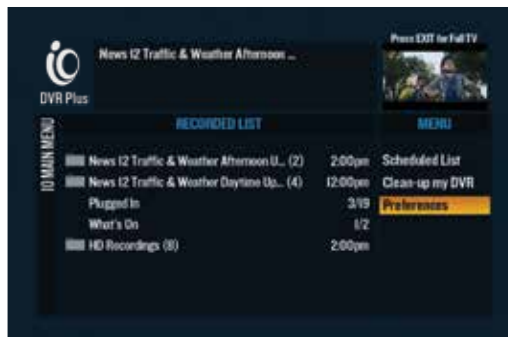 Press EXIT for Full TV
iO
DVR Plus
News 12 Traffic & Weather Afternoon ...
IO MAIN MENU
RECORDED LIST
MENU
News 12 Traffic & Weather Afternoon U... (2) 2:00pm
Scheduled List
News 12 Traffic & Weather Daytime Up... (4) 12:00pm
Clean-up my DVR
Plugged In 3/19
Preferences
What's On 1/2
HD Recordings (8) 2:00pm